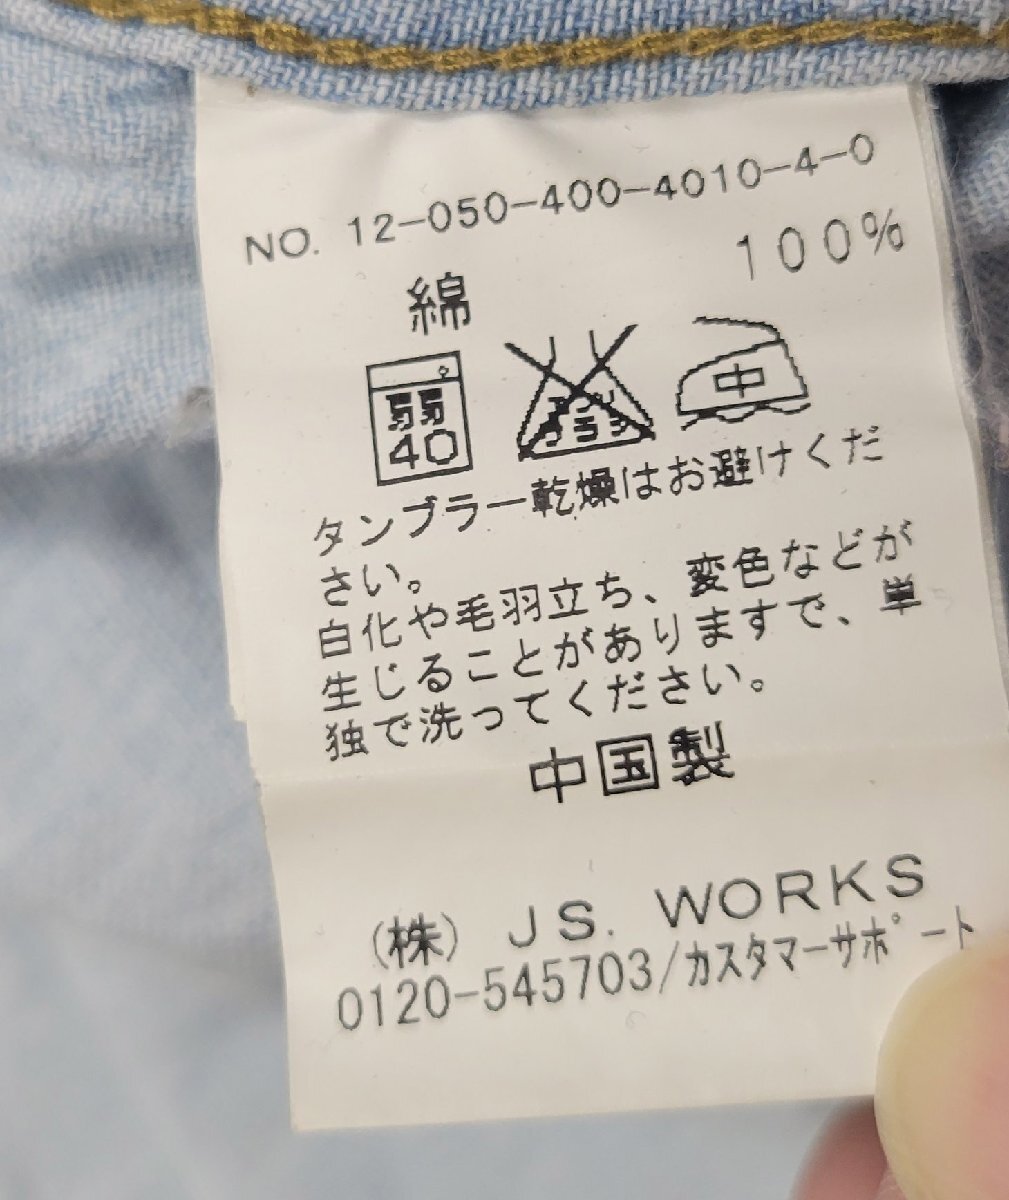 NO. 12-050-400-4010-4-0
綿 100%
弱
40
中
タンブラー乾燥はお避けくだ
さい。
白化や毛羽立ち、変色などが
生じることがありますで、単
独で洗ってください。
中国製
(株) JS. WORKS
0120-545703/カスタマーサポート